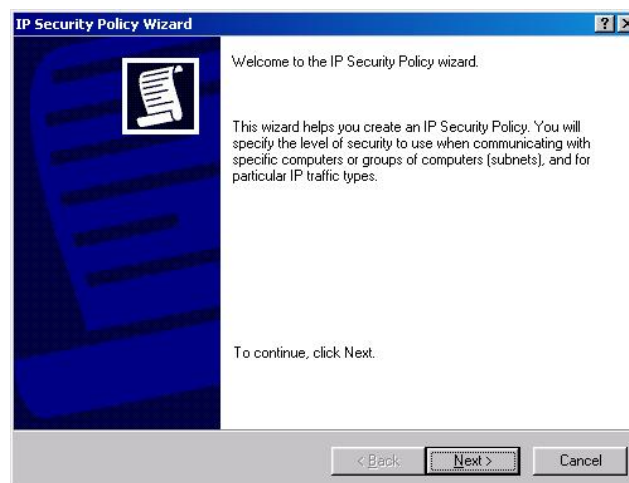 IP Security Policy Wizard
Welcome to the IP Security Policy wizard.
This wizard helps you create an IP Security Policy. You will
specify the level of security to use when communicating with
specific computers or groups of computers (subnets), and for
particular IP traffic types.
To continue, click Next.
< Back Next > Cancel